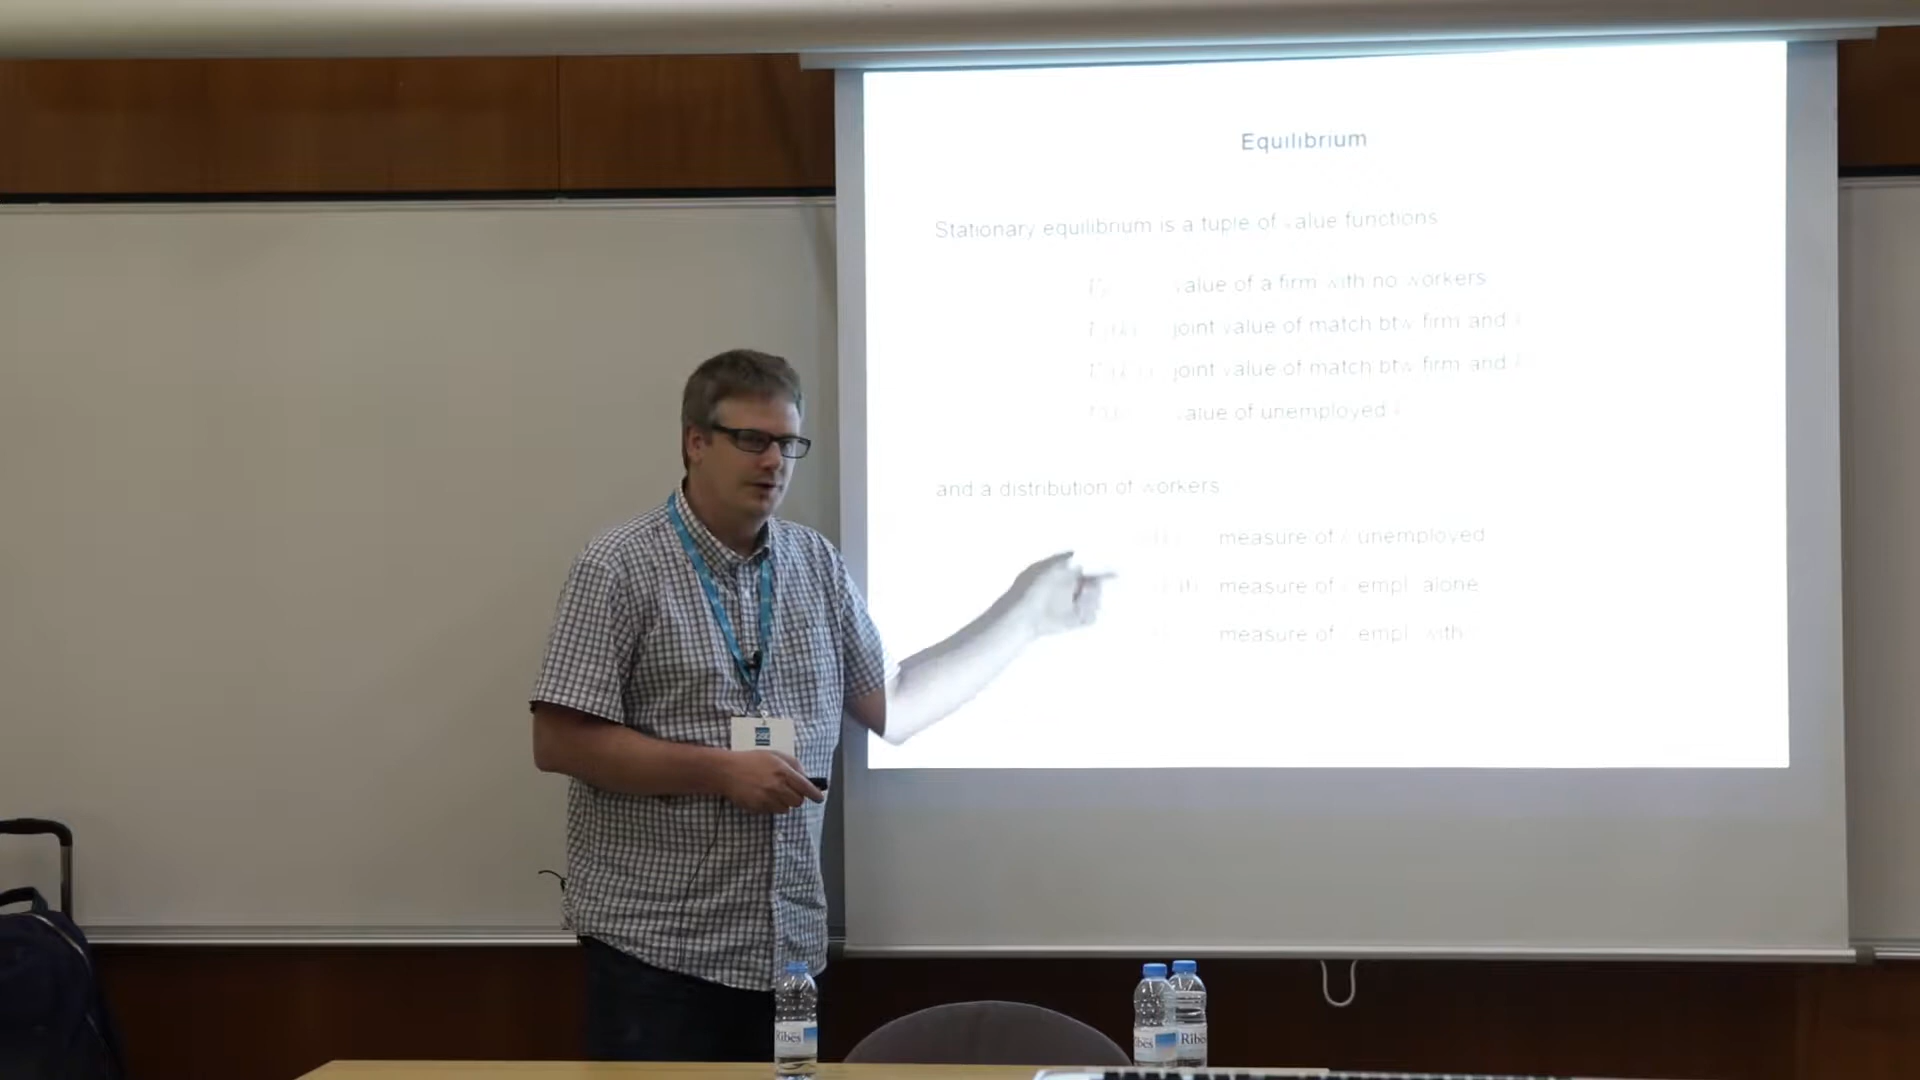 Equilibrium
Stationary equilibrium is a tuple of value functions
value of a firm with no workers
joint value of match btw firm and
joint value of match btw firm and
value of unemployed
and a distribution of workers
measure of unemployed
measure of empl. alone
measure of empl. with
Ribes
Ribes
Ribes